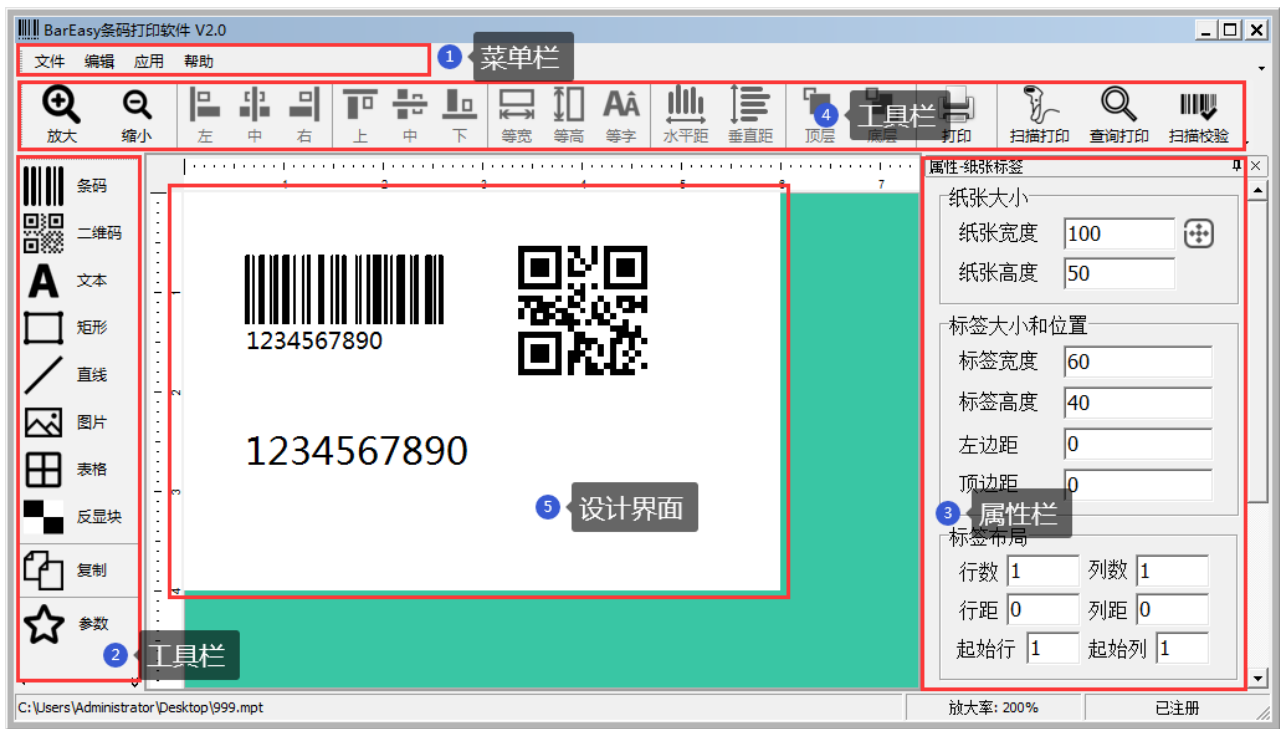 BarEasy条码打印软件 V2.0
文件 编辑 应用 帮助
1 菜单栏
放大 缩小 左 中 右 上 中 下 等宽 等高 等字 水平距 垂直距 顶层 底层 打印 扫描打印 查询打印 扫描校验
4 工具栏
条码
二维码
文本
矩形
直线
图片
表格
反显块
复制
参数
2 工具栏
1 2 3 4 5 6 7
1
2
3
4
1234567890
1234567890
5 设计界面
属性-纸张标签
纸张大小
纸张宽度 100
纸张高度 50
标签大小和位置
标签宽度 60
标签高度 40
左边距 0
顶边距 0
3 属性栏
标签布局
行数 1 列数 1
行距 0 列距 0
起始行 1 起始列 1
C:\Users\Administrator\Desktop\999.mpt 放大率: 200% 已注册